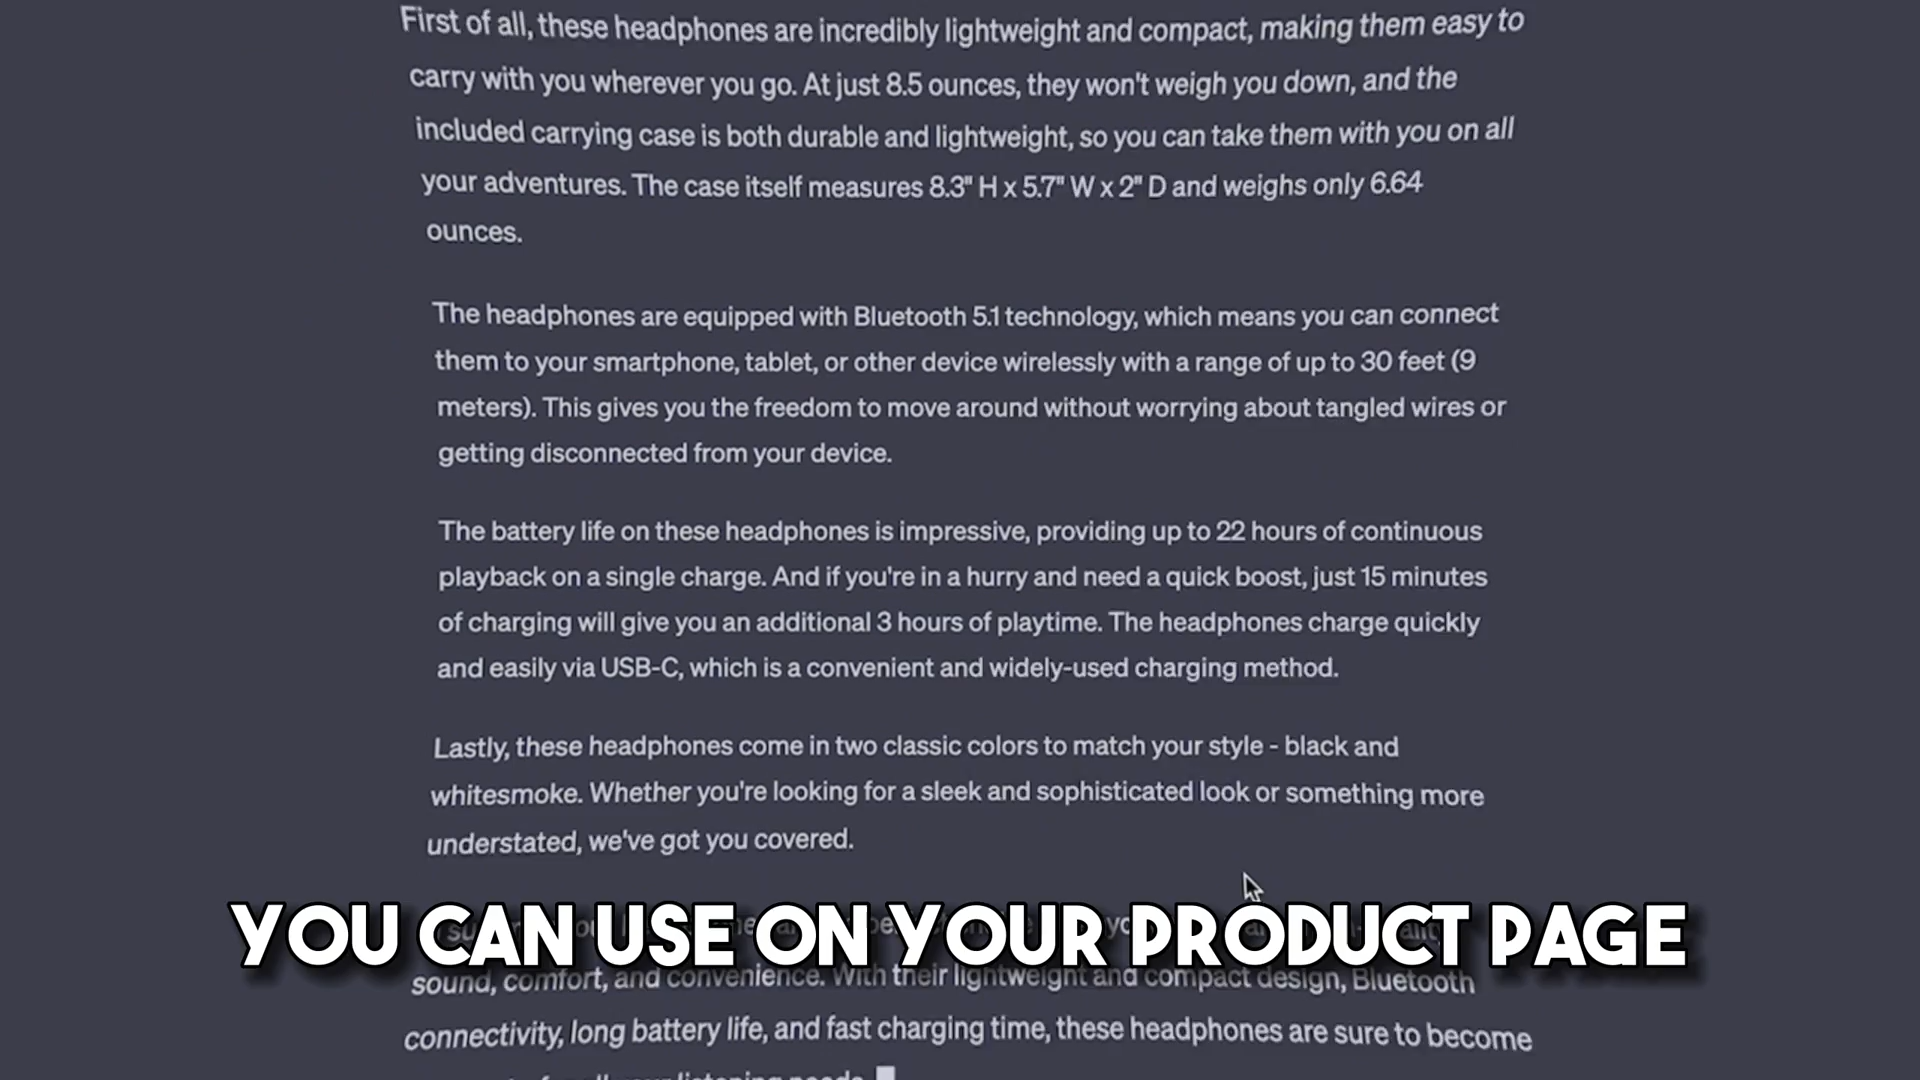 First of all, these headphones are incredibly lightweight and compact, making them easy to
carry with you wherever you go. At just 8.5 ounces, they won't weigh you down, and the
included carrying case is both durable and lightweight, so you can take them with you on all
your adventures. The case itself measures 8.3" H x 5.7" W x 2" D and weighs only 6.64
ounces.
The headphones are equipped with Bluetooth 5.1 technology, which means you can connect
them to your smartphone, tablet, or other device wirelessly with a range of up to 30 feet (9
meters). This gives you the freedom to move around without worrying about tangled wires or
getting disconnected from your device.
The battery life on these headphones is impressive, providing up to 22 hours of continuous
playback on a single charge. And if you're in a hurry and need a quick boost, just 15 minutes
of charging will give you an additional 3 hours of playtime. The headphones charge quickly
and easily via USB-C, which is a convenient and widely-used charging method.
Lastly, these headphones come in two classic colors to match your style - black and
whitesmoke. Whether you're looking for a sleek and sophisticated look or something more
understated, we've got you covered.
YOU CAN USE ON YOUR PRODUCT PAGE
sound, comfort, and convenience. With their lightweight and compact design, Bluetooth
connectivity, long battery life, and fast charging time, these headphones are sure to become